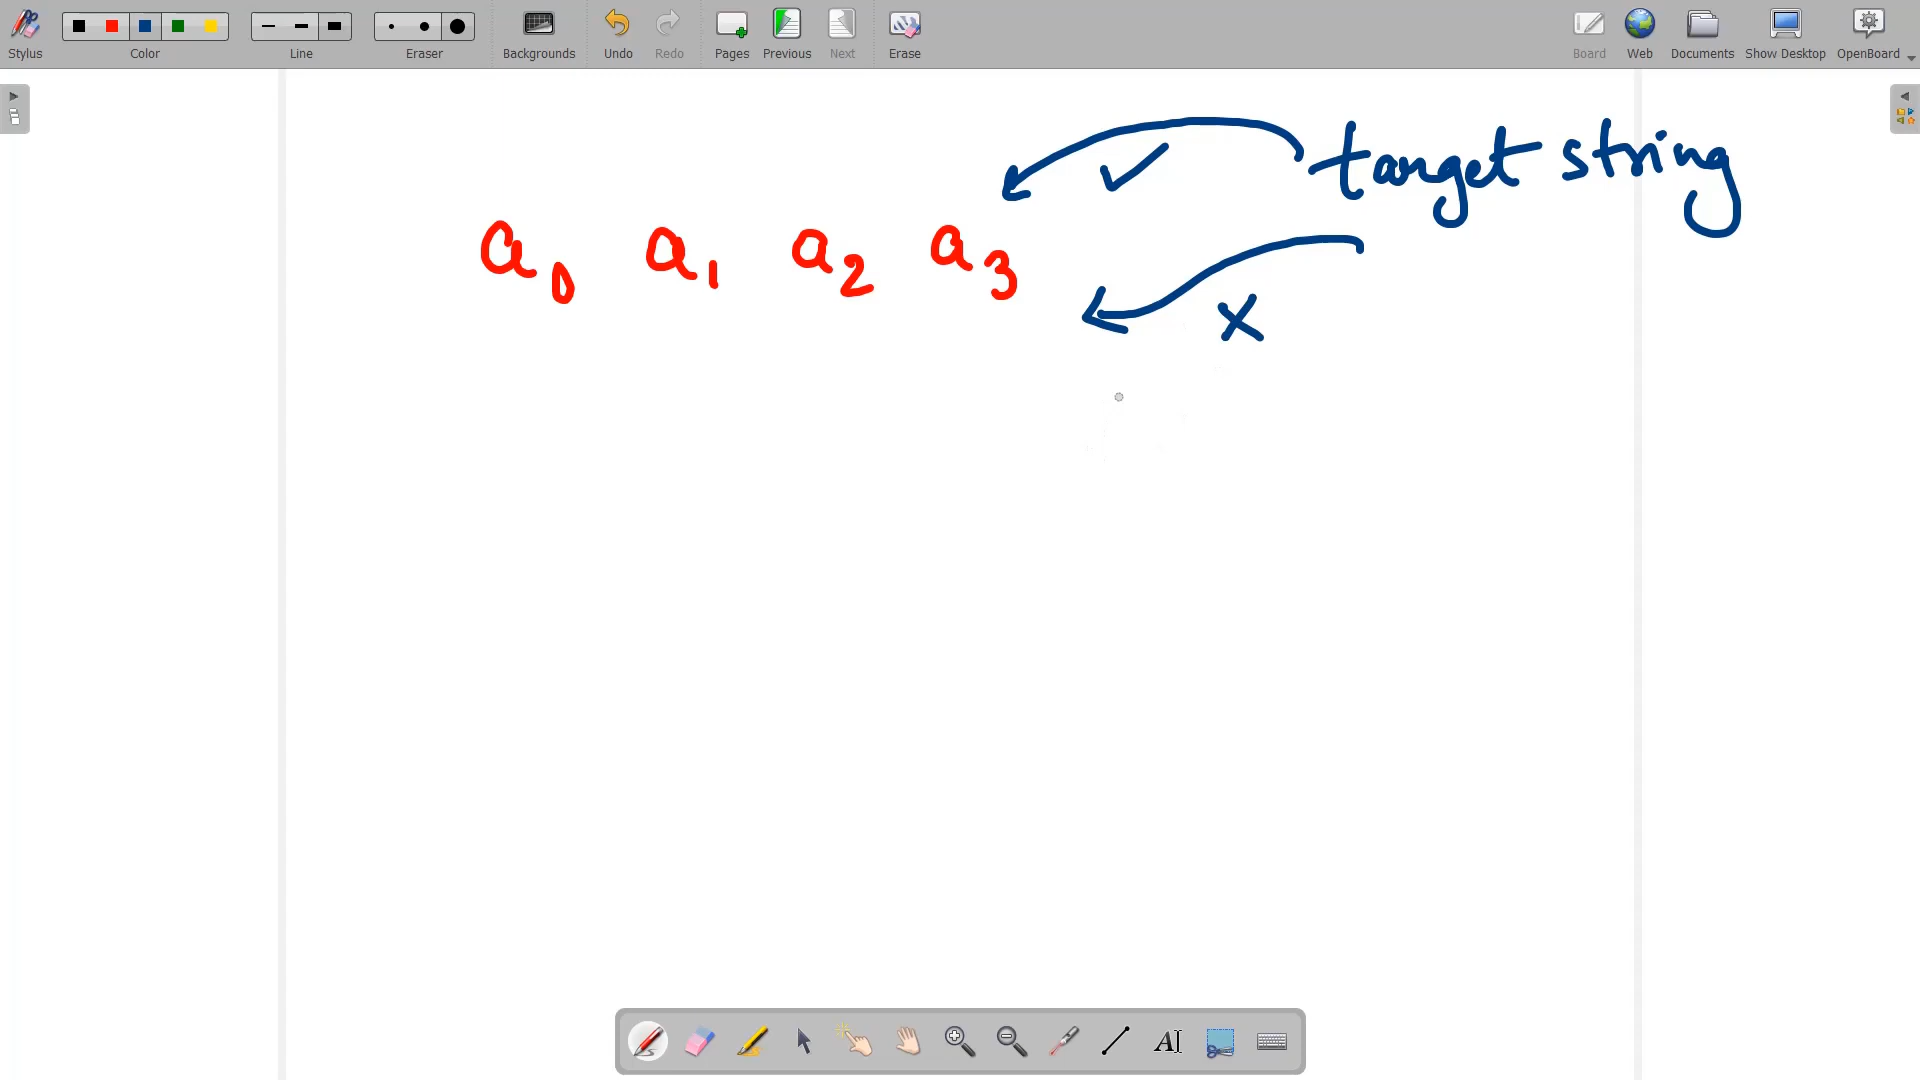 Stylus Color Line Eraser Backgrounds Undo Redo Pages Previous Next Erase Board Web Documents Show Desktop OpenBoard
target string
✓
a₀ a₁ a₂ a₃
x
A